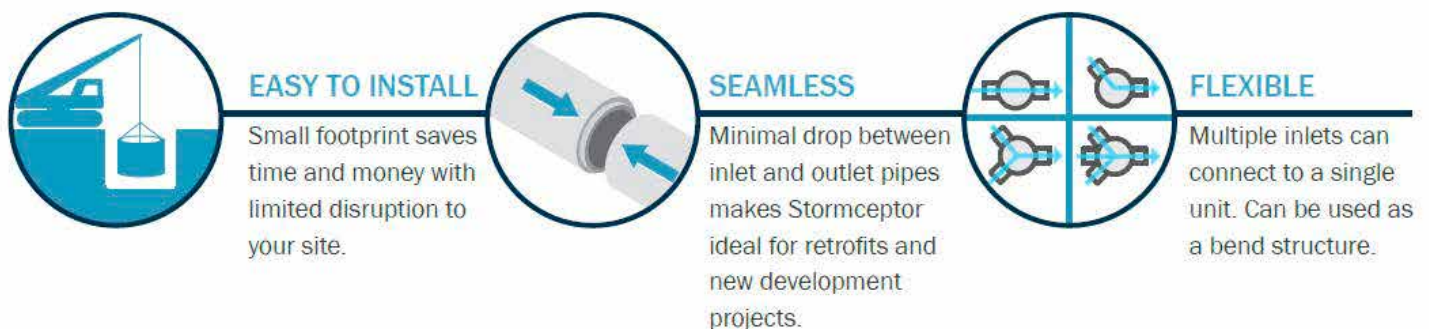 EASY TO INSTALL
Small footprint saves
time and money with
limited disruption to
your site.
SEAMLESS
Minimal drop between
inlet and outlet pipes
makes Stormceptor
ideal for retrofits and
new development
projects.
FLEXIBLE
Multiple inlets can
connect to a single
unit. Can be used as
a bend structure.